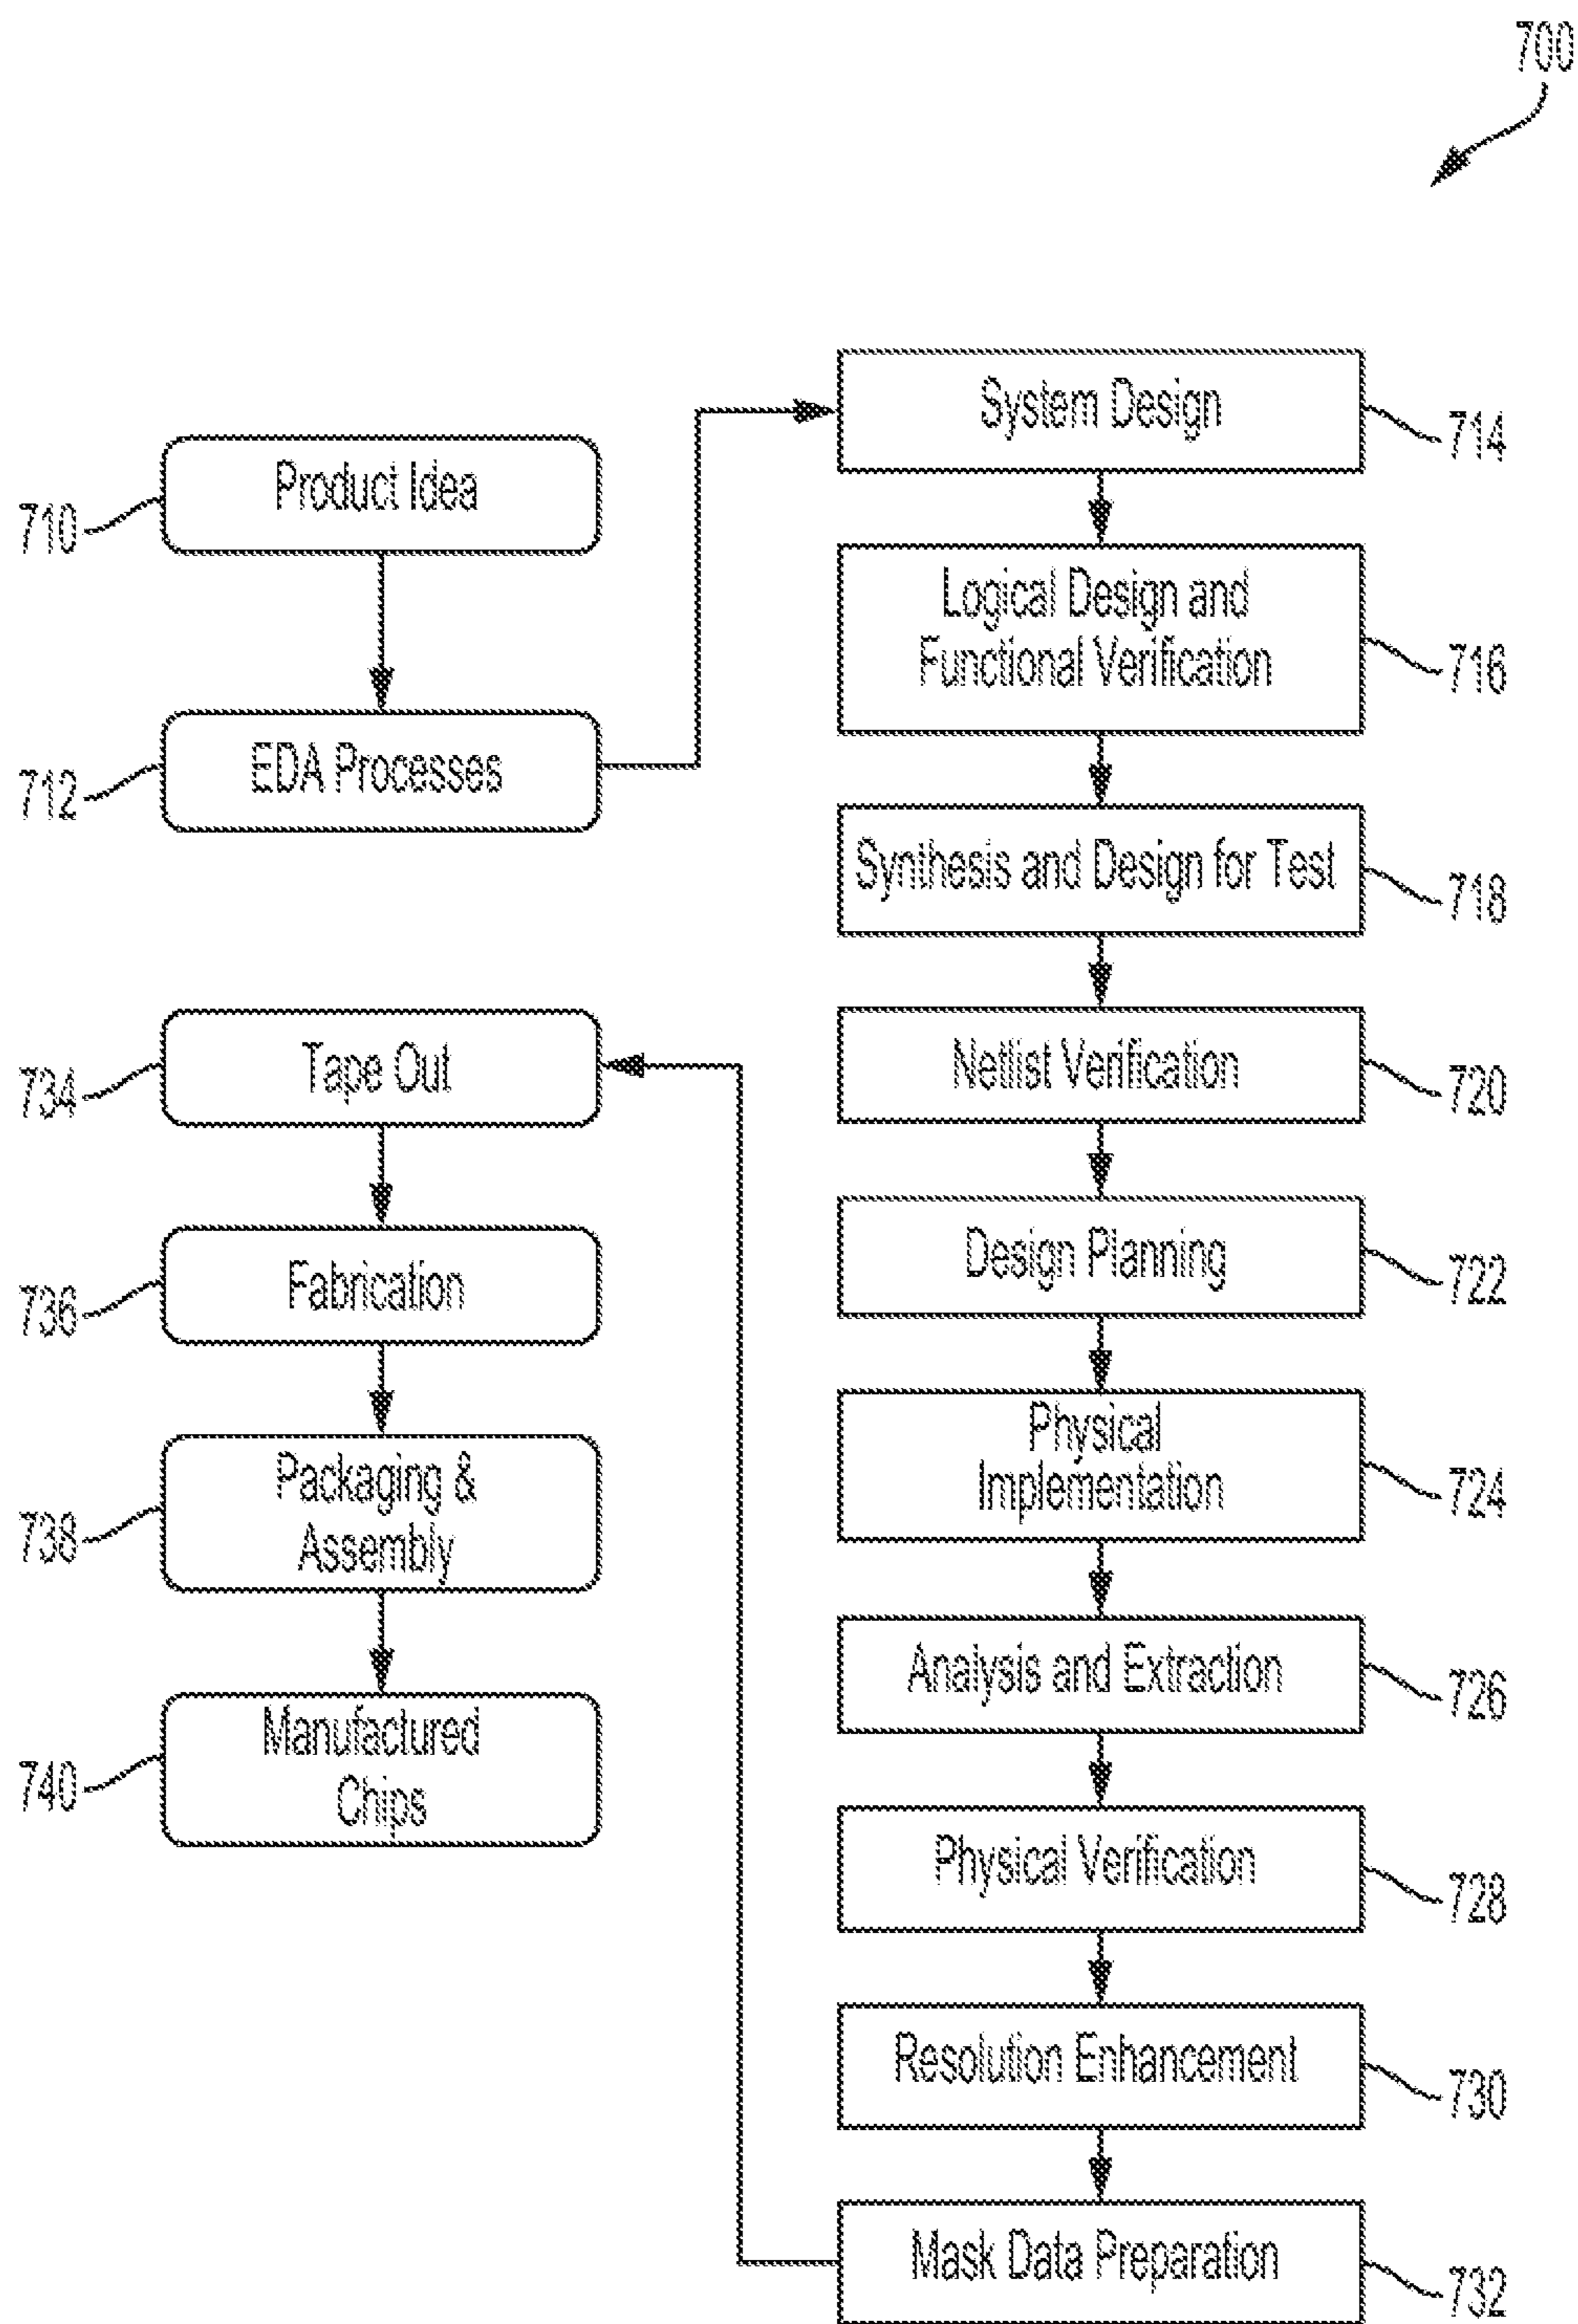 700
Product Idea
710
EDA Processes
712
System Design
714
Logical Design and
Functional Verification
716
Synthesis and Design for Test
718
Netlist Verification
720
Design Planning
722
Physical
Implementation
724
Analysis and Extraction
726
Physical Verification
728
Resolution Enhancement
730
Mask Data Preparation
732
Tape Out
734
Fabrication
736
Packaging &
Assembly
738
Manufactured
Chips
740